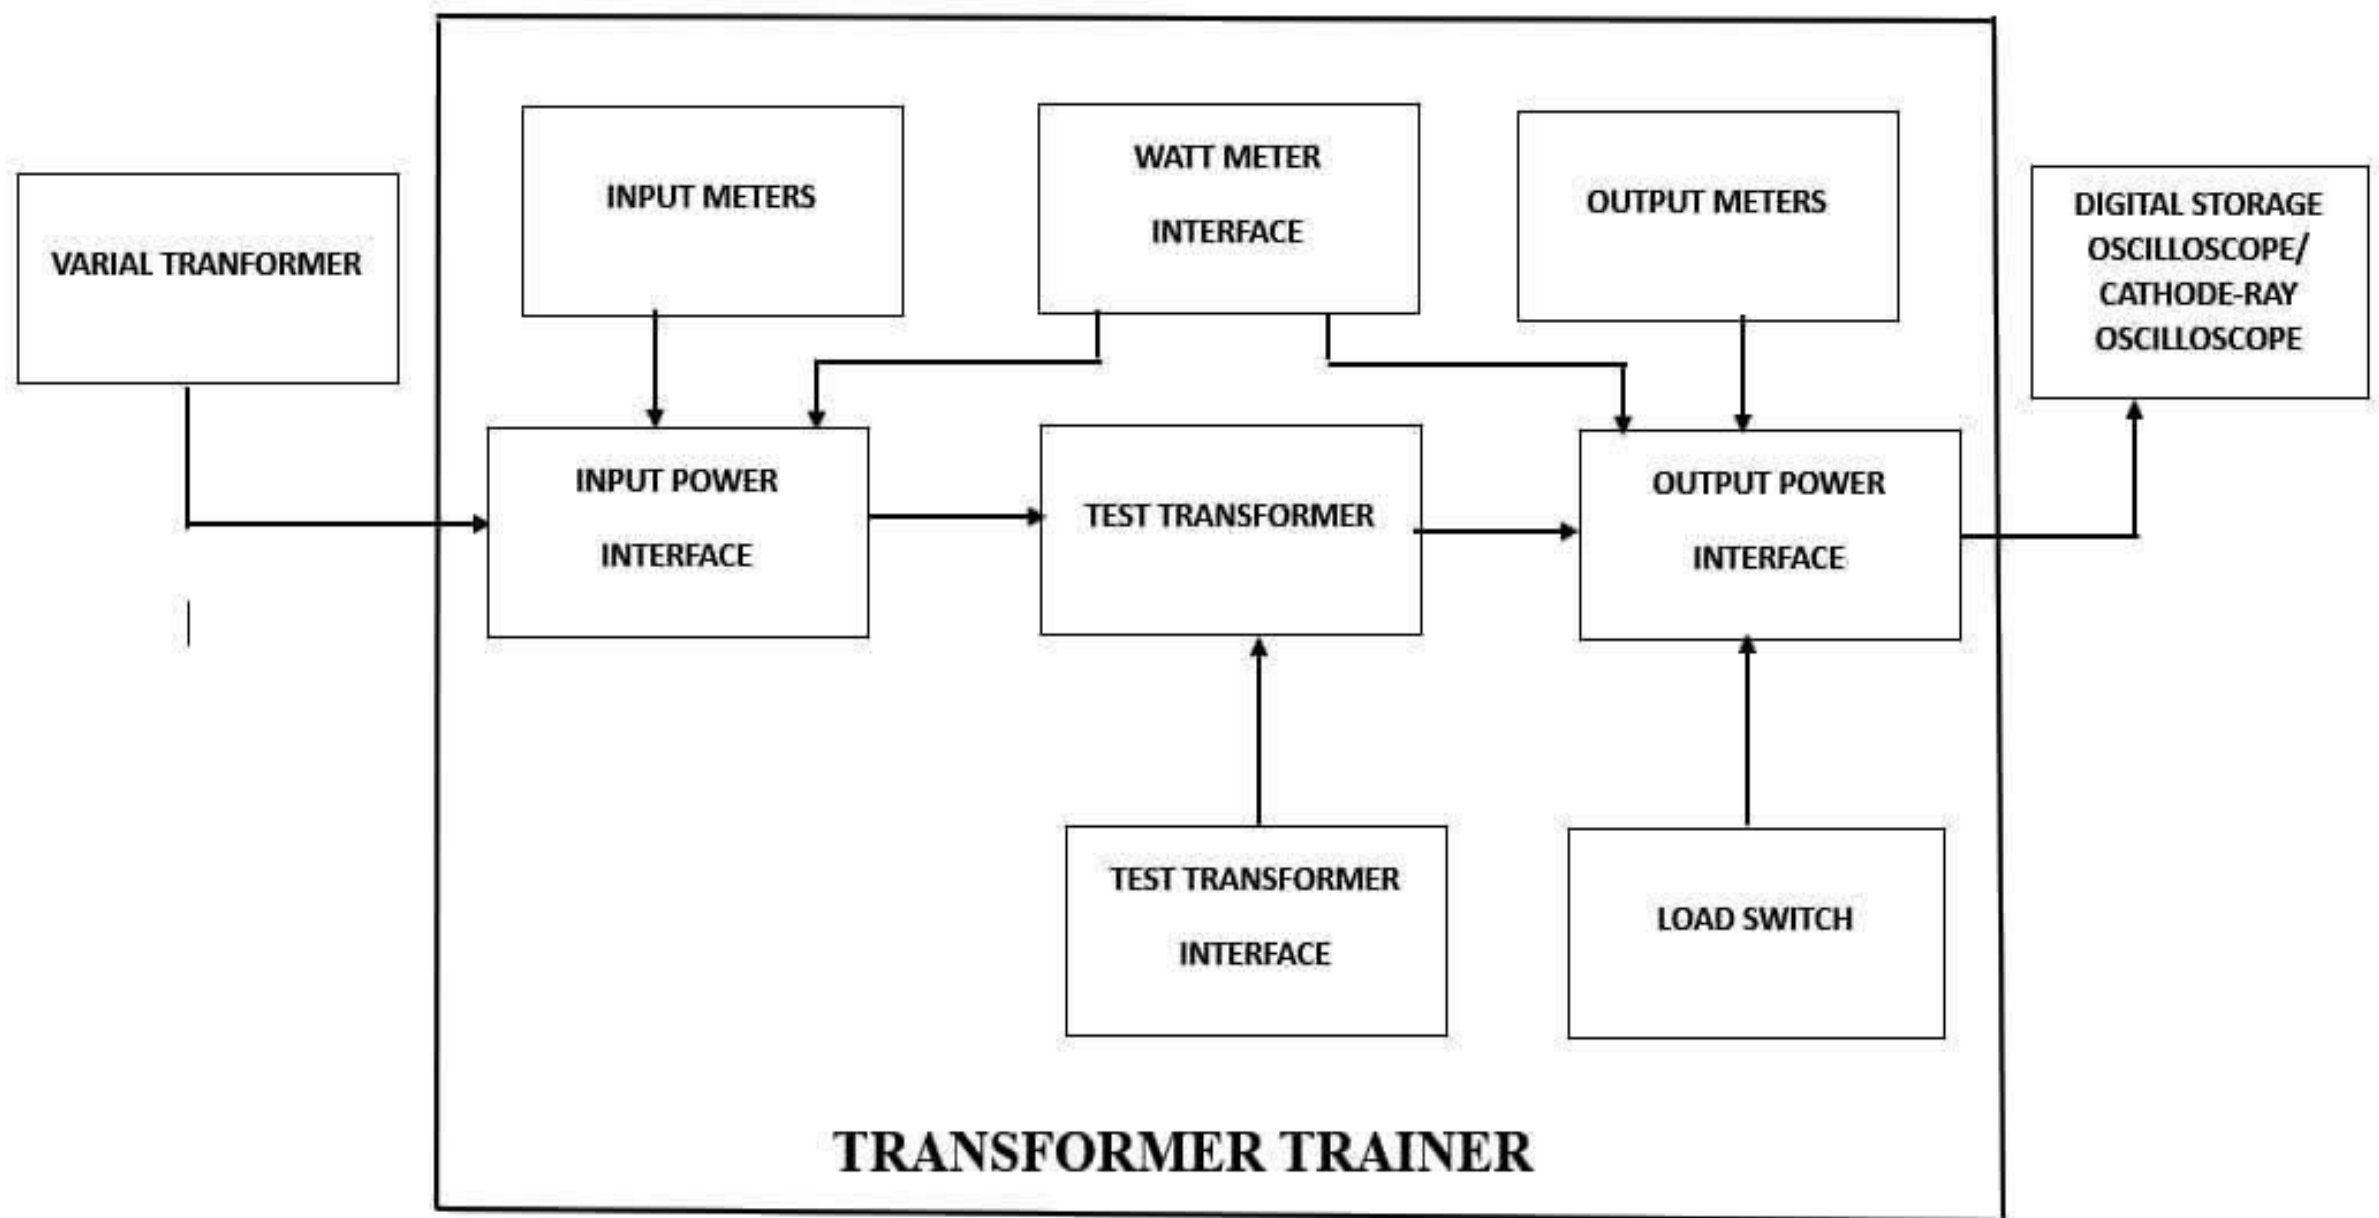 VARIAL TRANFORMER
INPUT METERS
WATT METER
INTERFACE
OUTPUT METERS
DIGITAL STORAGE
OSCILLOSCOPE/
CATHODE-RAY
OSCILLOSCOPE
INPUT POWER
INTERFACE
TEST TRANSFORMER
OUTPUT POWER
INTERFACE
TEST TRANSFORMER
INTERFACE
LOAD SWITCH
TRANSFORMER TRAINER